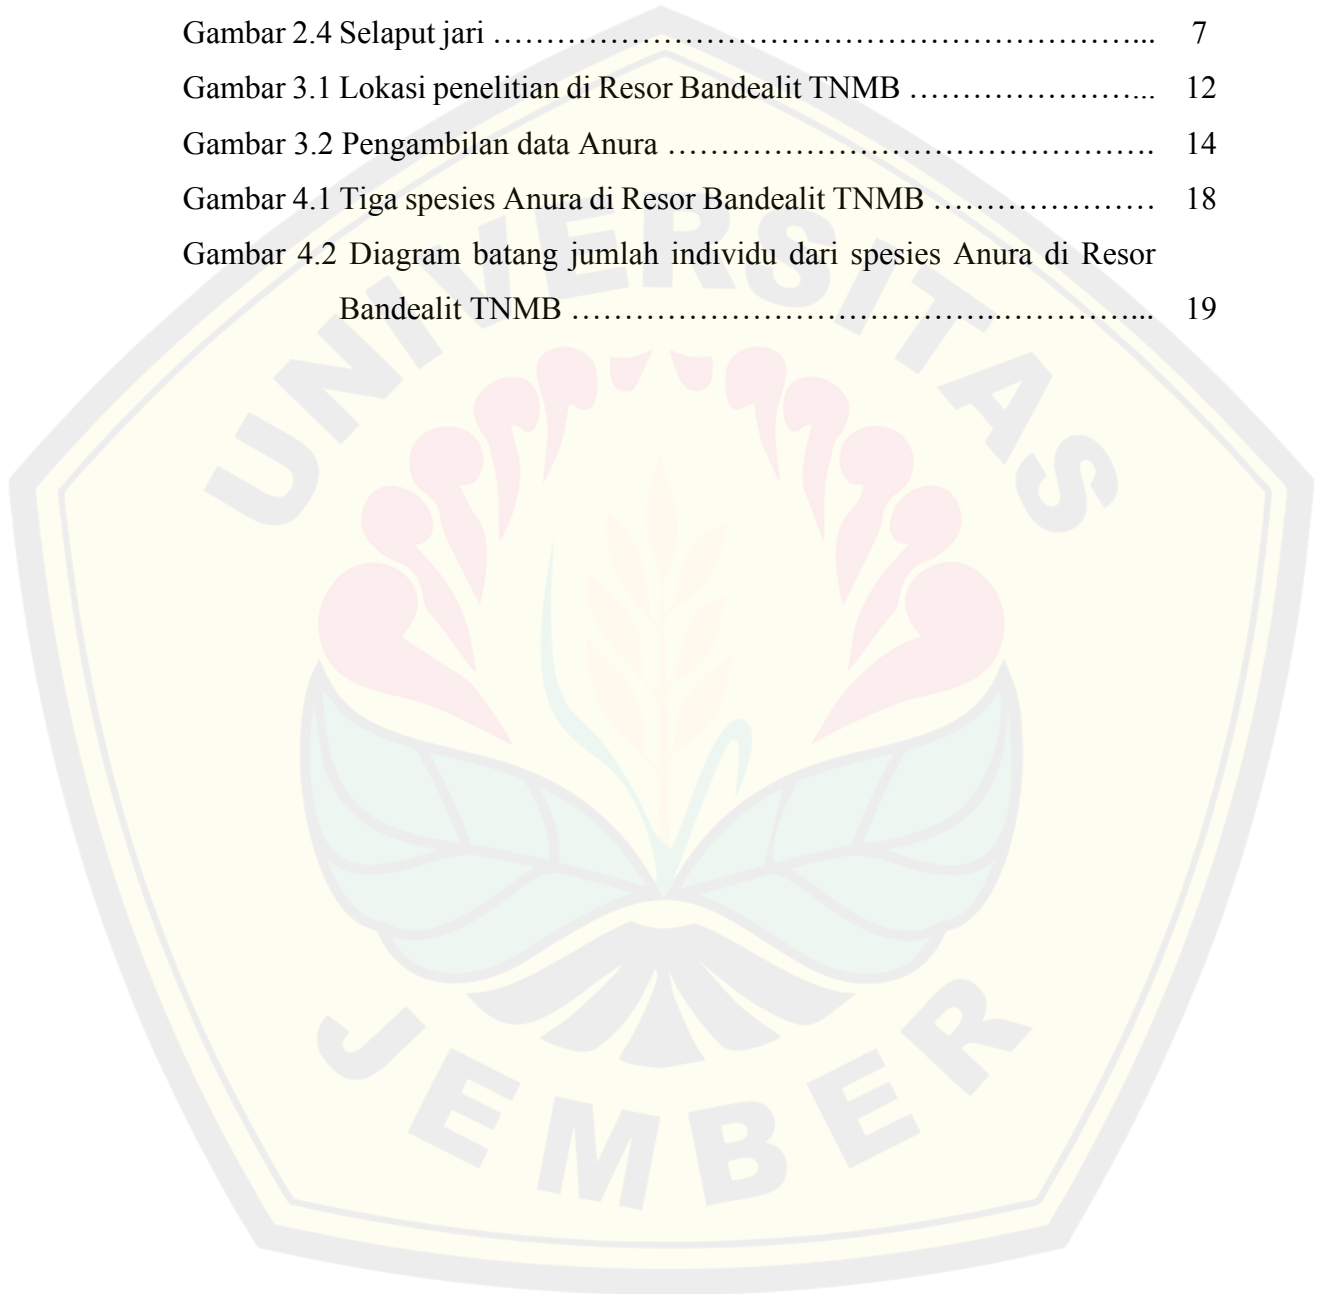 Gambar 2.4 Selaput jari …………………………………………………... 7
Gambar 3.1 Lokasi penelitian di Resor Bandealit TNMB …………………... 12
Gambar 3.2 Pengambilan data Anura ………………………………………. 14
Gambar 4.1 Tiga spesies Anura di Resor Bandealit TNMB ………………… 18
Gambar 4.2 Diagram batang jumlah individu dari spesies Anura di Resor
Bandealit TNMB …………………………………..…………... 19
UNIVERSITAS
JEMBER